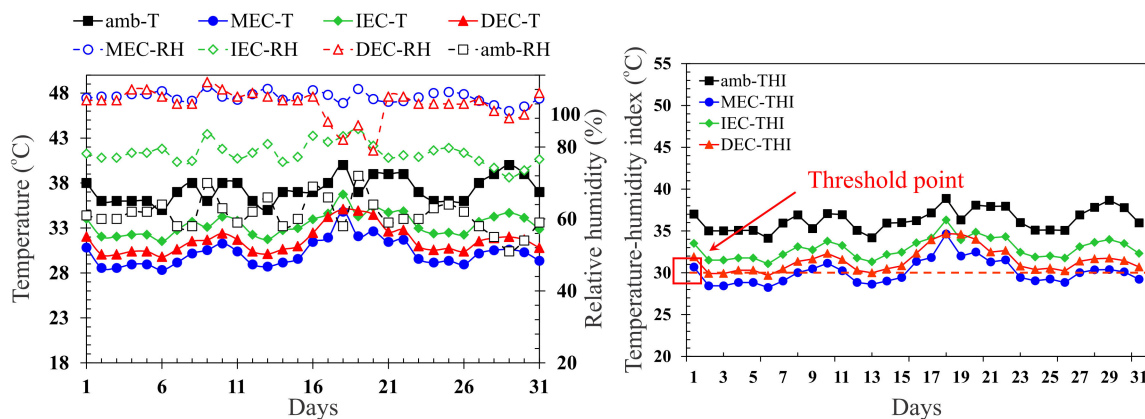 amb-T MEC-T IEC-T DEC-T
MEC-RH IEC-RH DEC-RH amb-RH
Temperature (°C)
48
43
38
33
28
23
18
1 6 11 16 21 26 31
Days
100
80
60
40
20
Relative humidity (%)
Temperature-humidity index (°C)
55
50
45
40
35
30
25
20
amb-THI
MEC-THI
IEC-THI
DEC-THI
Threshold point
1 3 5 7 9 11 13 15 17 19 21 23 25 27 29 31
Days